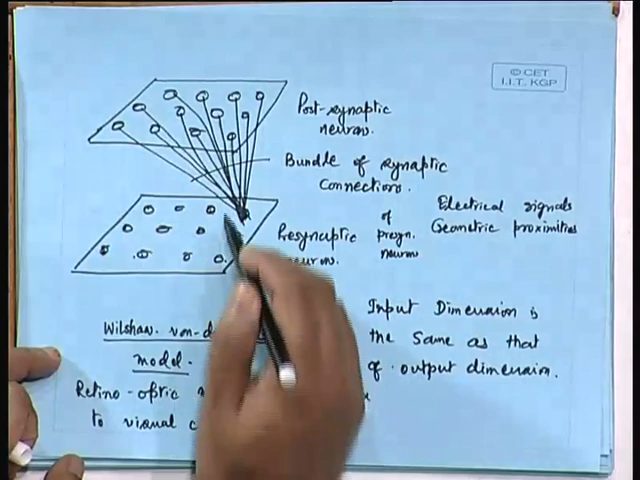 © CET
I.I.T. KGP
Post-synaptic
neuron.
Bundle of synaptic
connections.
Electrical signals
of
Geometric proximities
Presynaptic
presyn.
neuron
Wilshaw. von-
model.
Input Dimension is
the same as that
of output dimension.
Retino-optic
to visual